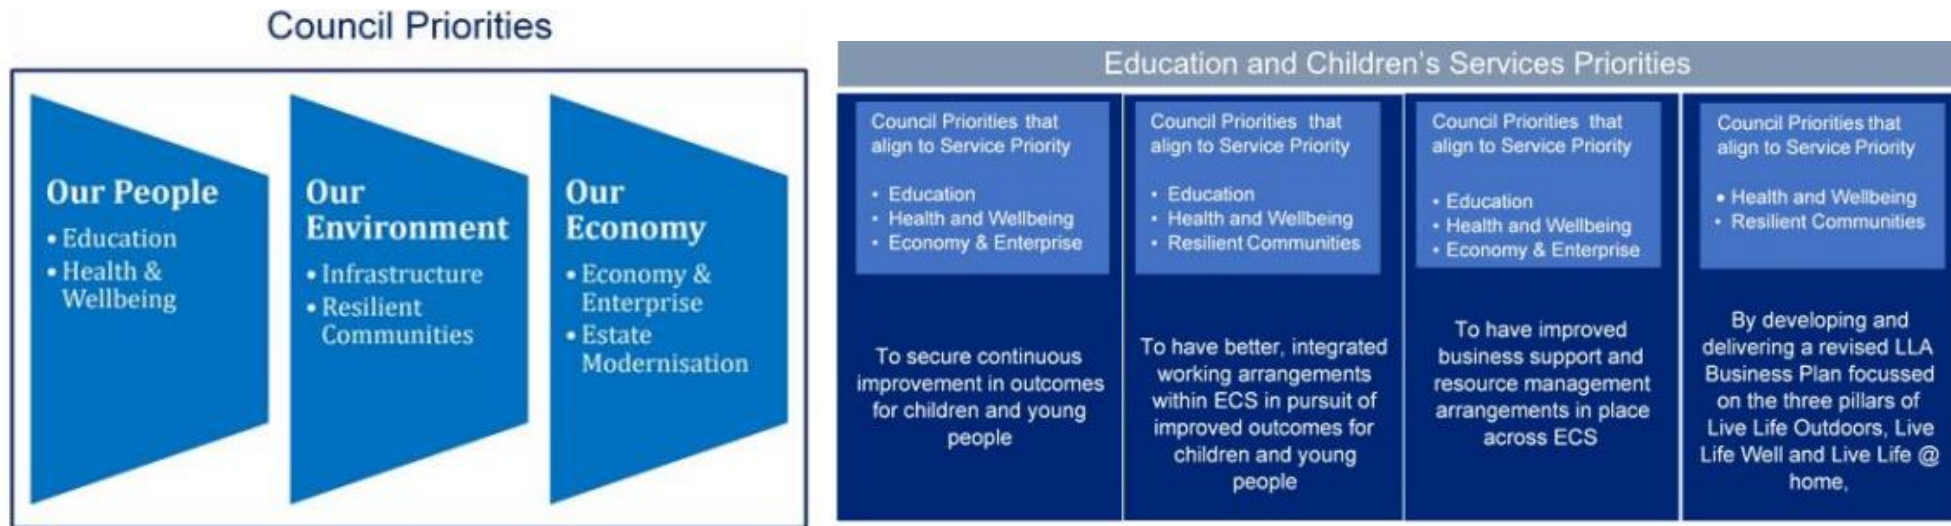 Council Priorities
Our People
• Education
• Health &
Wellbeing
Our
Environment
• Infrastructure
• Resilient
Communities
Our
Economy
• Economy &
Enterprise
• Estate
Modernisation
Education and Children's Services Priorities
Council Priorities that
align to Service Priority
• Education
• Health and Wellbeing
• Economy & Enterprise
To secure continuous
improvement in outcomes
for children and young
people
Council Priorities that
align to Service Priority
• Education
• Health and Wellbeing
• Resilient Communities
To have better, integrated
working arrangements
within ECS in pursuit of
improved outcomes for
children and young
people
Council Priorities that
align to Service Priority
• Education
• Health and Wellbeing
• Economy & Enterprise
To have improved
business support and
resource management
arrangements in place
across ECS
Council Priorities that
align to Service Priority
• Health and Wellbeing
• Resilient Communities
By developing and
delivering a revised LLA
Business Plan focussed
on the three pillars of
Live Life Outdoors, Live
Life Well and Live Life @
home,